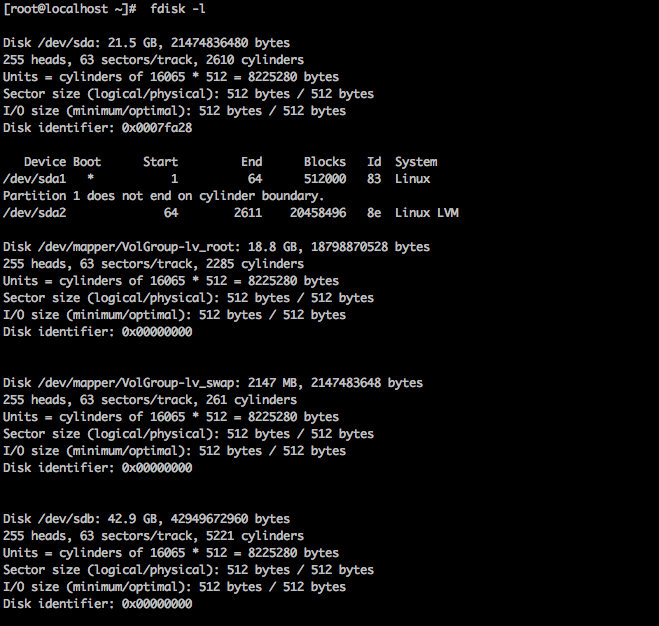 [root@localhost ~]#  fdisk -l
Disk /dev/sda: 21.5 GB, 21474836480 bytes
255 heads, 63 sectors/track, 2610 cylinders
Units = cylinders of 16065 * 512 = 8225280 bytes
Sector size (logical/physical): 512 bytes / 512 bytes
I/O size (minimum/optimal): 512 bytes / 512 bytes
Disk identifier: 0x0007fa28
   Device Boot      Start         End      Blocks   Id  System
/dev/sda1   *           1          64      512000   83  Linux
Partition 1 does not end on cylinder boundary.
/dev/sda2              64        2611    20458496   8e  Linux LVM
Disk /dev/mapper/VolGroup-lv_root: 18.8 GB, 18798870528 bytes
255 heads, 63 sectors/track, 2285 cylinders
Units = cylinders of 16065 * 512 = 8225280 bytes
Sector size (logical/physical): 512 bytes / 512 bytes
I/O size (minimum/optimal): 512 bytes / 512 bytes
Disk identifier: 0x00000000
Disk /dev/mapper/VolGroup-lv_swap: 2147 MB, 2147483648 bytes
255 heads, 63 sectors/track, 261 cylinders
Units = cylinders of 16065 * 512 = 8225280 bytes
Sector size (logical/physical): 512 bytes / 512 bytes
I/O size (minimum/optimal): 512 bytes / 512 bytes
Disk identifier: 0x00000000
Disk /dev/sdb: 42.9 GB, 42949672960 bytes
255 heads, 63 sectors/track, 5221 cylinders
Units = cylinders of 16065 * 512 = 8225280 bytes
Sector size (logical/physical): 512 bytes / 512 bytes
I/O size (minimum/optimal): 512 bytes / 512 bytes
Disk identifier: 0x00000000